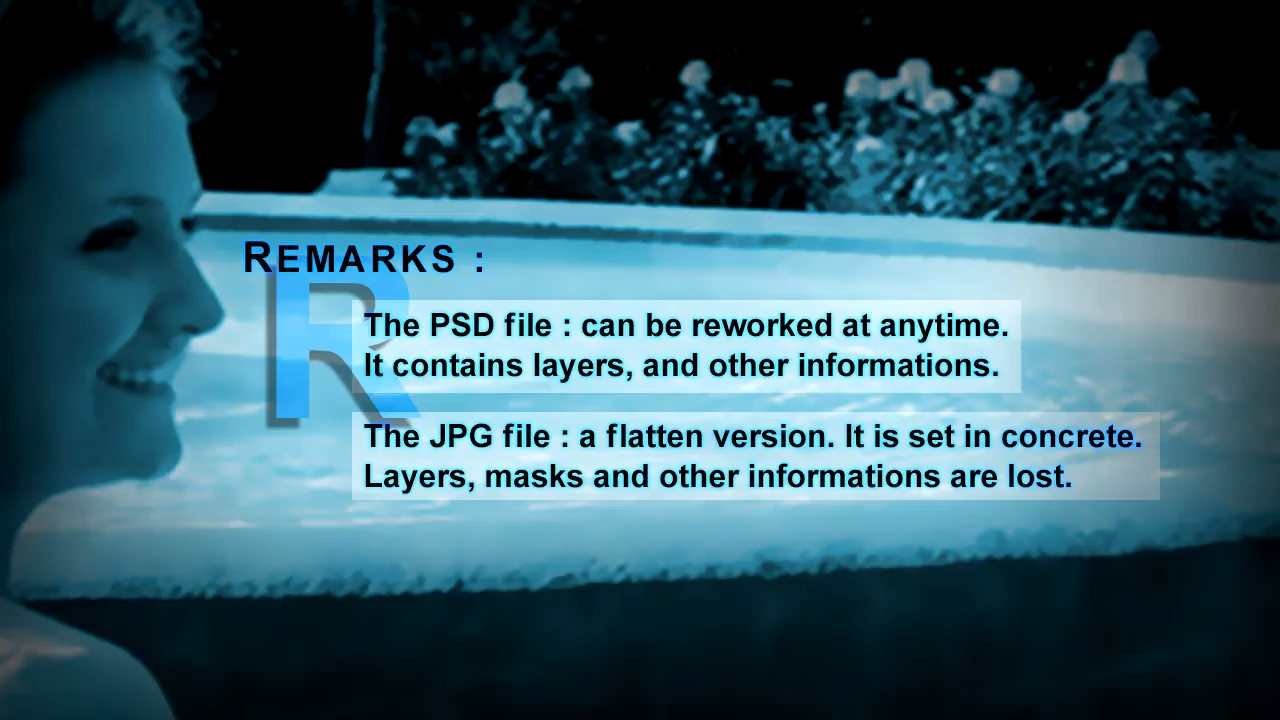 REMARKS :
R
The PSD file : can be reworked at anytime.
It contains layers, and other informations.
The JPG file : a flatten version. It is set in concrete.
Layers, masks and other informations are lost.